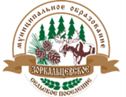 МУНИЦИПАЛЬНОЕ ОБРАЗОВАНИЕ
ЗОРКАЛЬЦЕВСКОЕ
СЕЛЬСКОЕ ПОСЕЛЕНИЕ